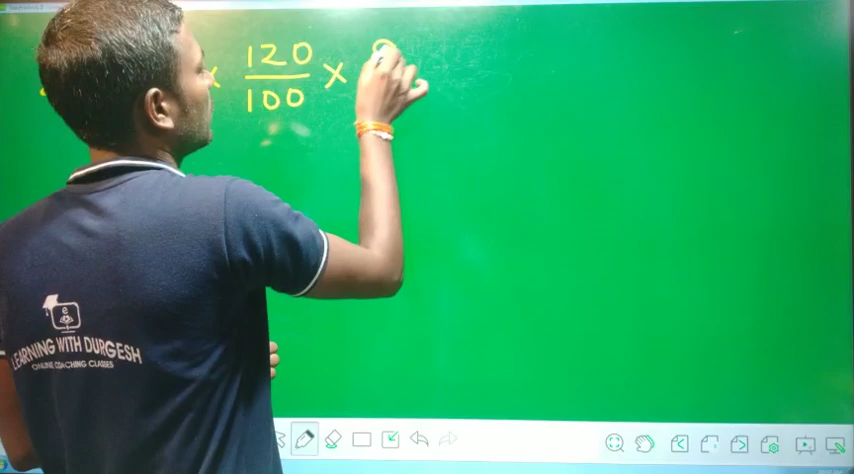 × 120/100 ×
LEARNING WITH DURGESH
ONLINE COACHING CLASSES